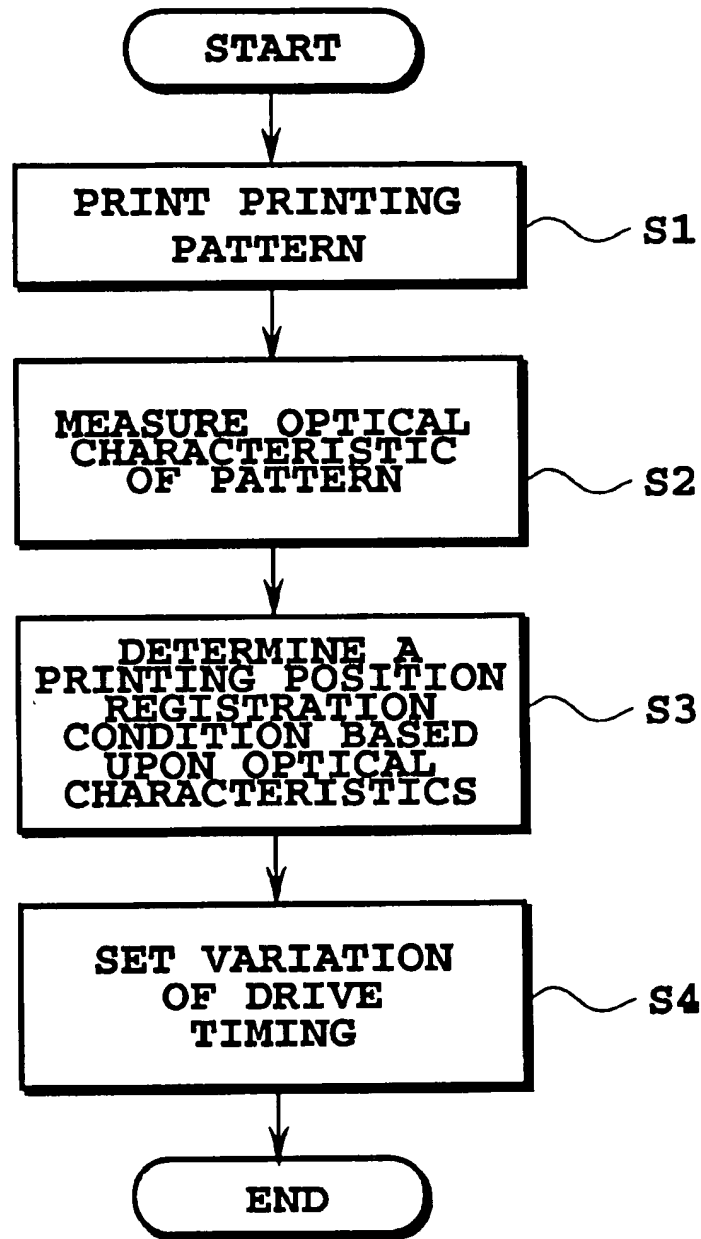 START
PRINT PRINTING
PATTERN
S1
MEASURE OPTICAL
CHARACTERISTIC
OF PATTERN
S2
DETERMINE A
PRINTING POSITION
REGISTRATION
CONDITION BASED
UPON OPTICAL
CHARACTERISTICS
S3
SET VARIATION
OF DRIVE
TIMING
S4
END